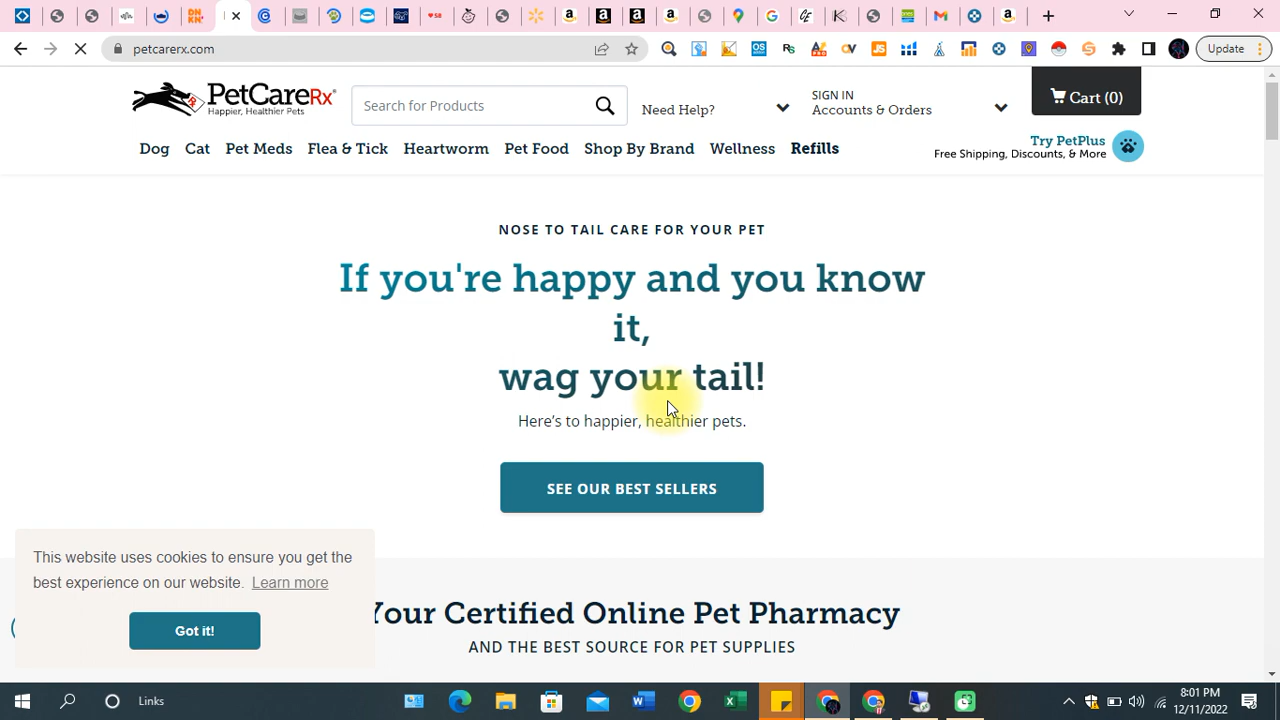 petcarerx.com
Update
PetCareRx
Happier, Healthier Pets.
Search for Products
Need Help?
SIGN IN
Accounts & Orders
Cart (0)
Dog Cat Pet Meds Flea & Tick Heartworm Pet Food Shop By Brand Wellness Refills
Try PetPlus
Free Shipping, Discounts, & More
NOSE TO TAIL CARE FOR YOUR PET
If you're happy and you know
it,
wag your tail!
Here's to happier, healthier pets.
SEE OUR BEST SELLERS
This website uses cookies to ensure you get the
best experience on our website. Learn more
Got it!
Your Certified Online Pet Pharmacy
AND THE BEST SOURCE FOR PET SUPPLIES
Links
8:01 PM
12/11/2022